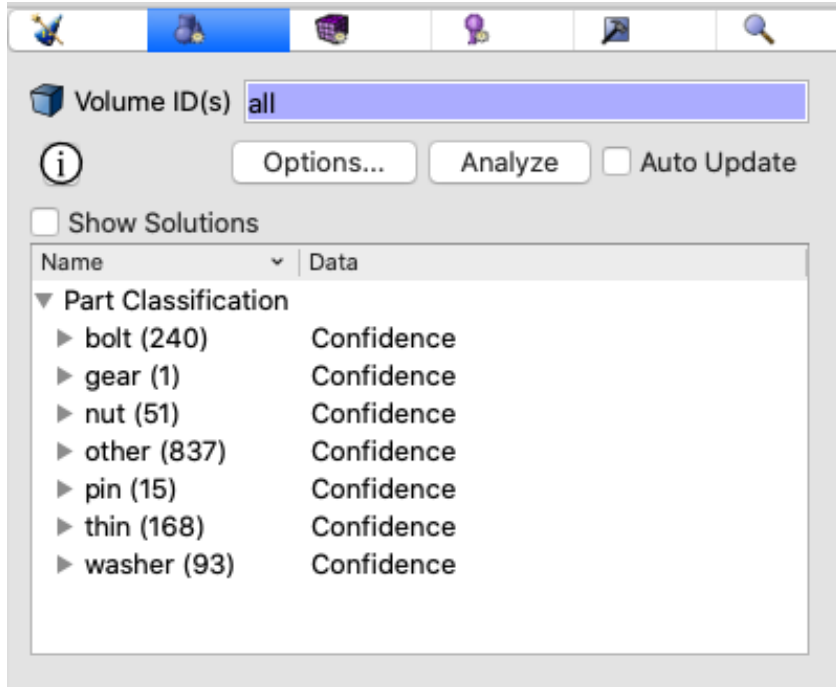 Volume ID(s) all
Options... Analyze Auto Update
Show Solutions
Name Data
Part Classification
bolt (240) Confidence
gear (1) Confidence
nut (51) Confidence
other (837) Confidence
pin (15) Confidence
thin (168) Confidence
washer (93) Confidence